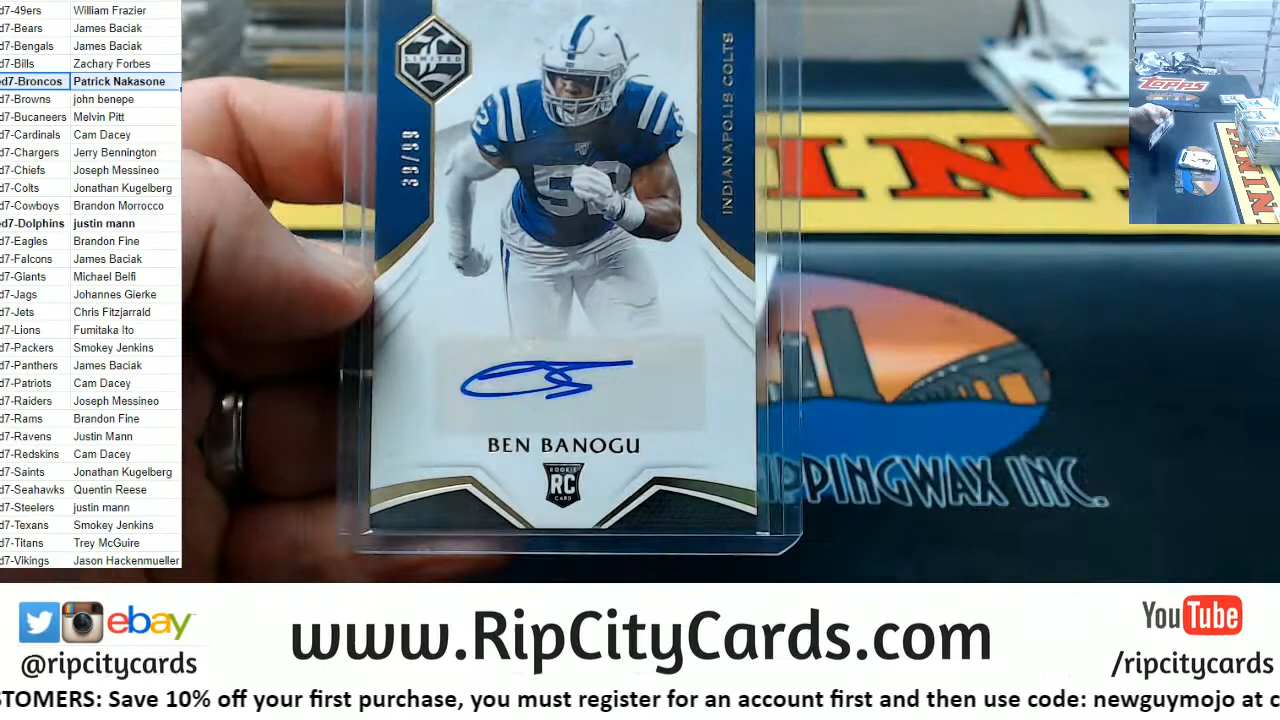 d7-49ers William Frazier
d7-Bears James Baciak
d7-Bengals James Baciak
d7-Bills Zachary Forbes
ed7-Broncos Patrick Nakasone
d7-Browns john benepe
d7-Bucaneers Melvin Pitt
d7-Cardinals Cam Dacey
d7-Chargers Jerry Bennington
d7-Chiefs Joseph Messineo
d7-Colts Jonathan Kugelberg
d7-Cowboys Brandon Morrocco
ed7-Dolphins justin mann
d7-Eagles Brandon Fine
d7-Falcons James Baciak
d7-Giants Michael Belfi
d7-Jags Johannes Gierke
d7-Jets Chris Fitzjarrald
d7-Lions Fumitaka Ito
d7-Packers Smokey Jenkins
d7-Panthers James Baciak
d7-Patriots Cam Dacey
d7-Raiders Joseph Messineo
d7-Rams Brandon Fine
d7-Ravens Justin Mann
d7-Redskins Cam Dacey
d7-Saints Jonathan Kugelberg
d7-Seahawks Quentin Reese
d7-Steelers justin mann
d7-Texans Smokey Jenkins
d7-Titans Trey McGuire
d7-Vikings Jason Hackenmueller
LIMITED
39/99
INDIANAPOLIS COLTS
52
BEN BANOGU
ROOKIE
RC
CARD
INI
IPPINGWAX INC.
TOPPS
PANIN
ebay
@ripcitycards
www.RipCityCards.com
YouTube
/ripcitycards
STOMERS: Save 10% off your first purchase, you must register for an account first and then use code: newguymojo at c